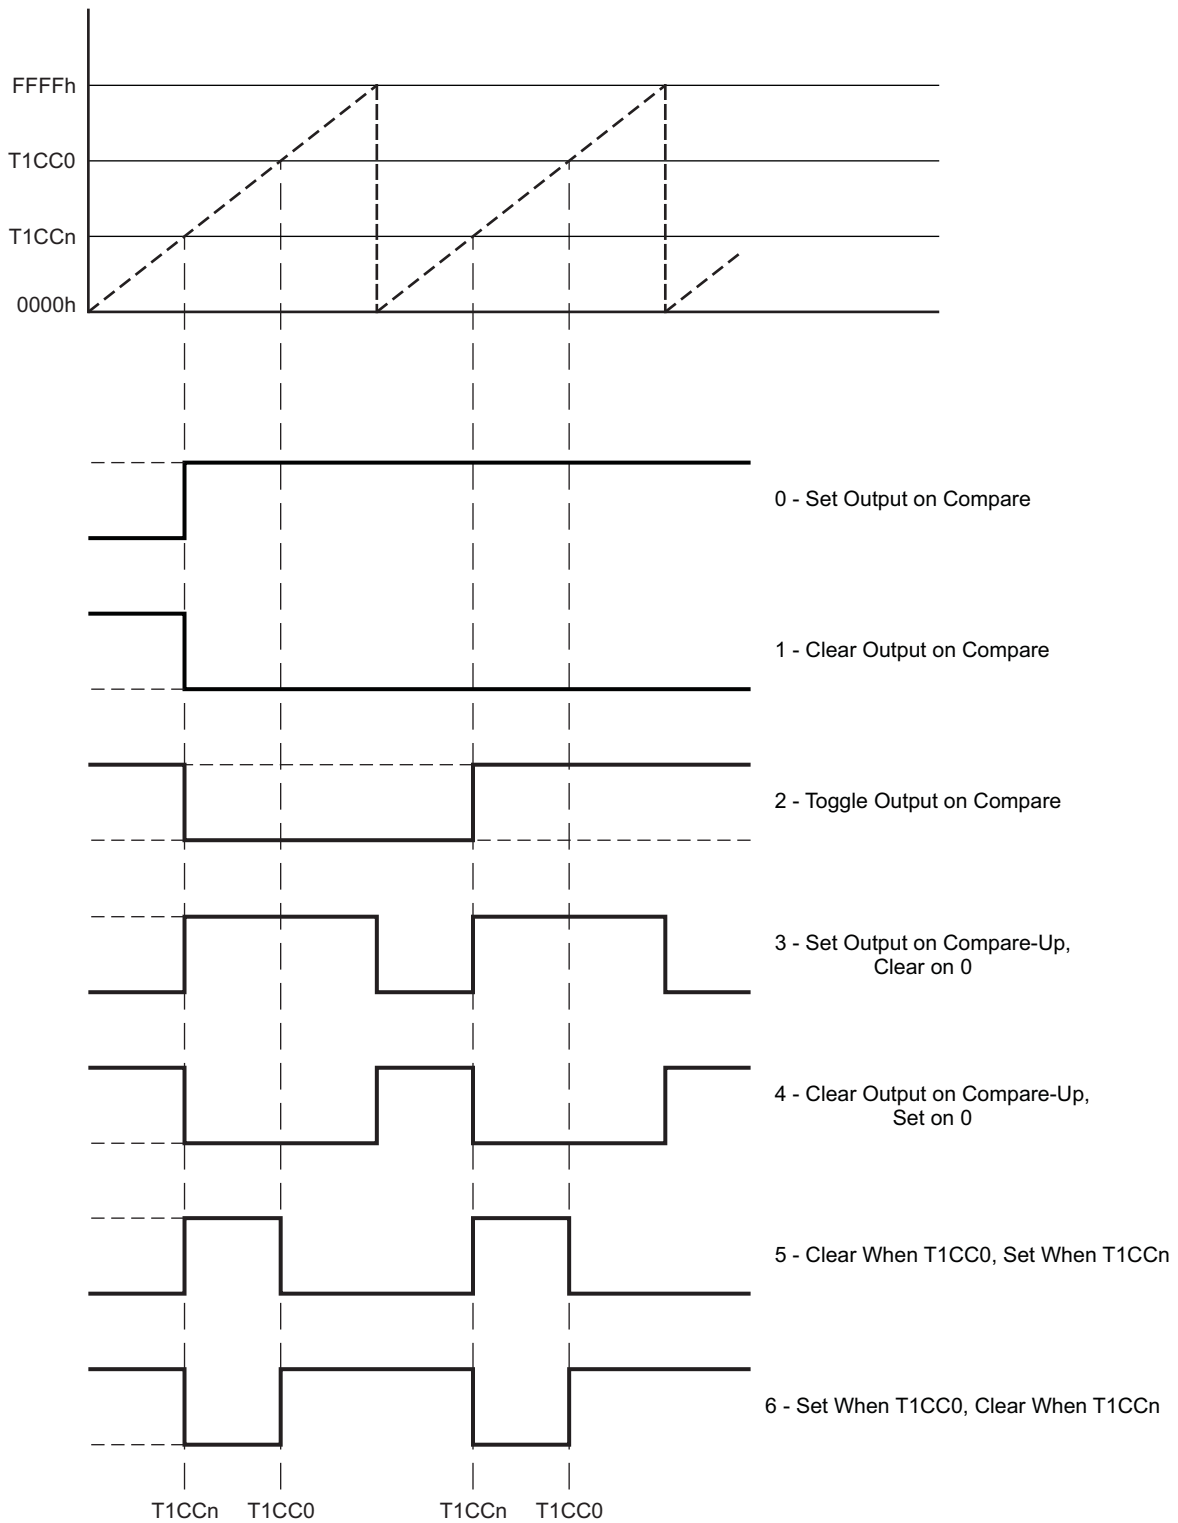 FFFFh
T1CC0
T1CCn
0000h
0 - Set Output on Compare
1 - Clear Output on Compare
2 - Toggle Output on Compare
3 - Set Output on Compare-Up,
Clear on 0
4 - Clear Output on Compare-Up,
Set on 0
5 - Clear When T1CC0, Set When T1CCn
6 - Set When T1CC0, Clear When T1CCn
T1CCn T1CC0 T1CCn T1CC0